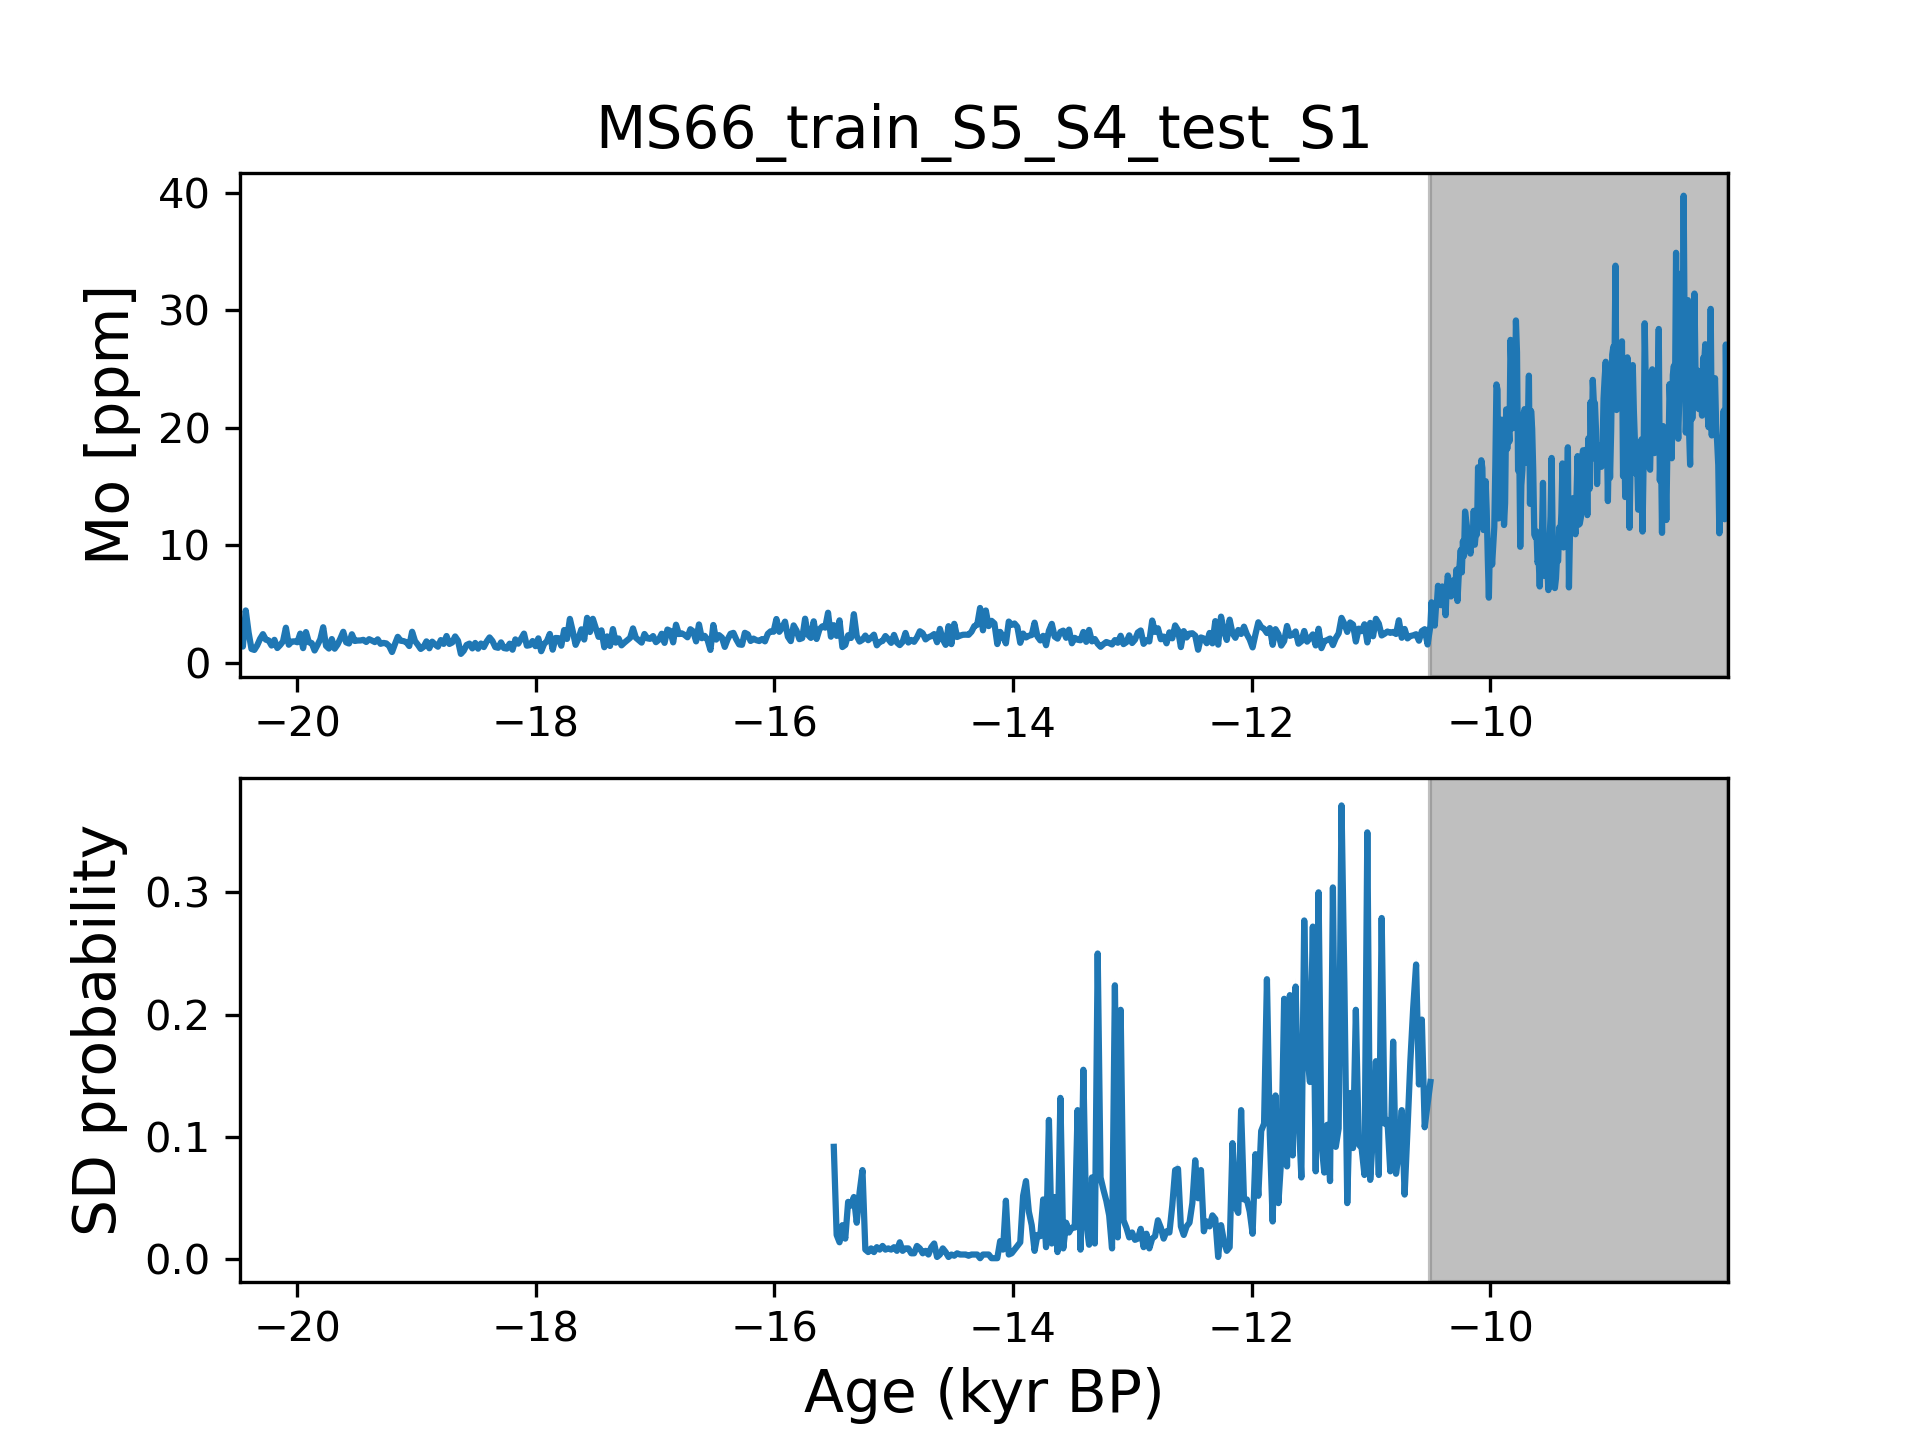 MS66_train_S5_S4_test_S1
Mo [ppm]
40
30
20
10
0
−20 −18 −16 −14 −12 −10
SD probability
0.3
0.2
0.1
0.0
−20 −18 −16 −14 −12 −10
Age (kyr BP)